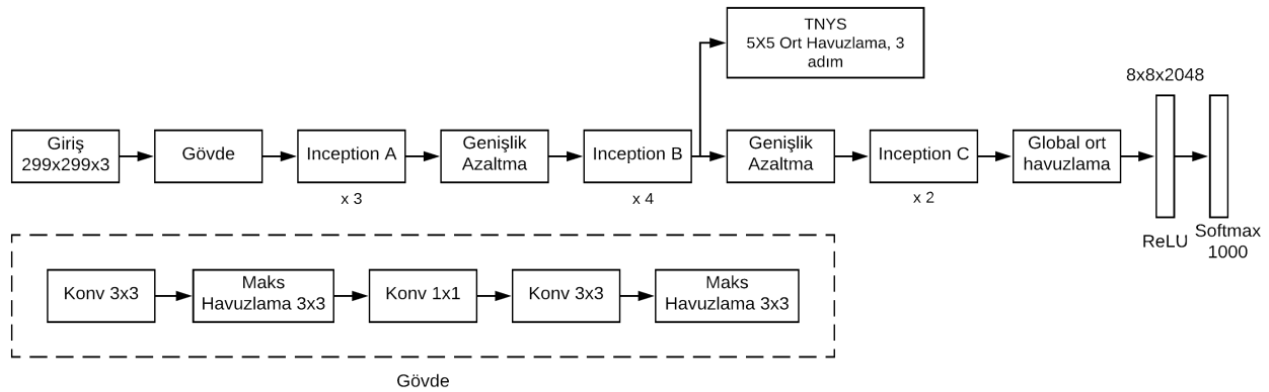 TNYS
5X5 Ort Havuzlama, 3
adım
8x8x2048
Giriş
299x299x3
Gövde
Inception A
x 3
Genişlik
Azaltma
Inception B
x 4
Genişlik
Azaltma
Inception C
x 2
Global ort
havuzlama
ReLU
Softmax
1000
Konv 3x3
Maks
Havuzlama 3x3
Konv 1x1
Konv 3x3
Maks
Havuzlama 3x3
Gövde